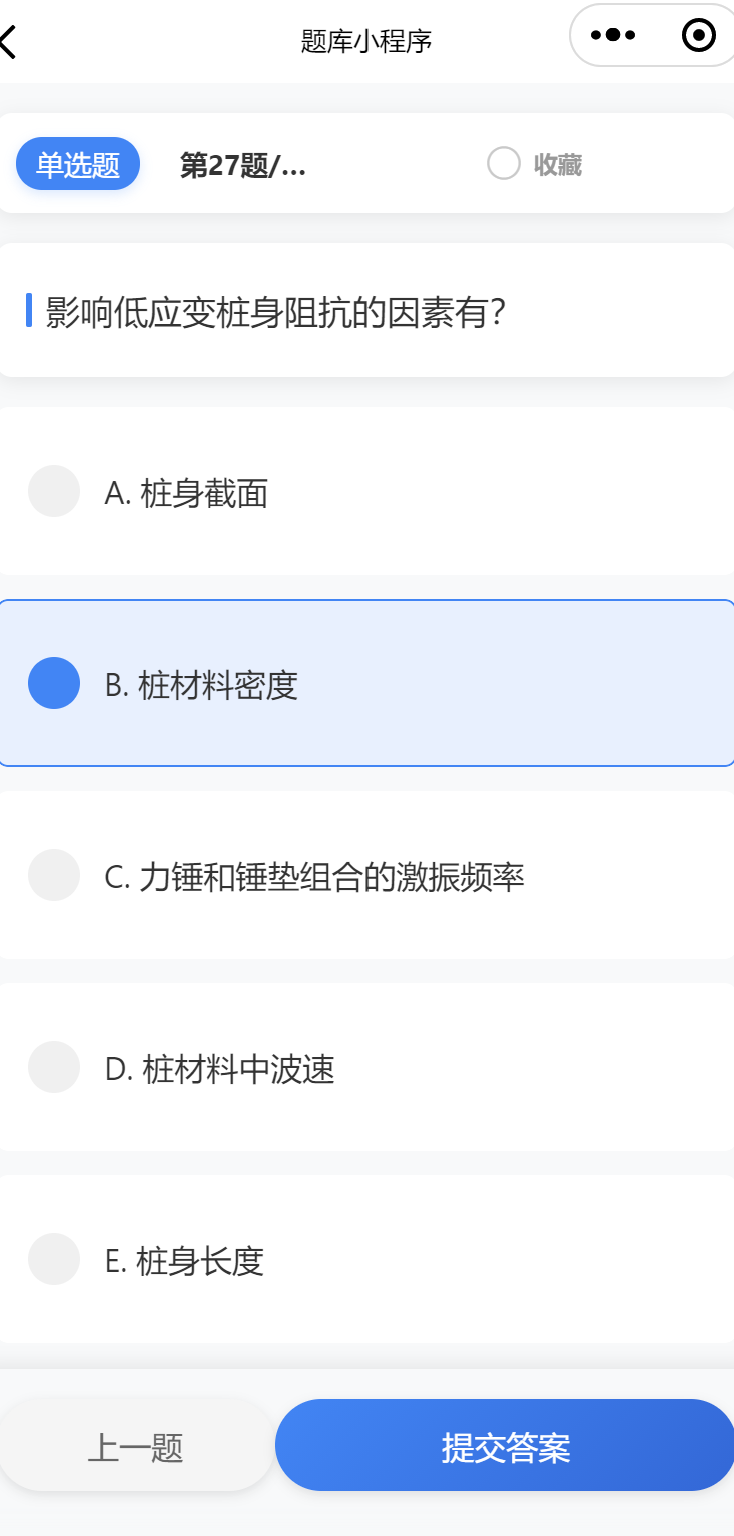 题库小程序
单选题 第27题/... 收藏
影响低应变桩身阻抗的因素有？
A. 桩身截面
B. 桩材料密度
C. 力锤和锤垫组合的激振频率
D. 桩材料中波速
E. 桩身长度
上一题 提交答案